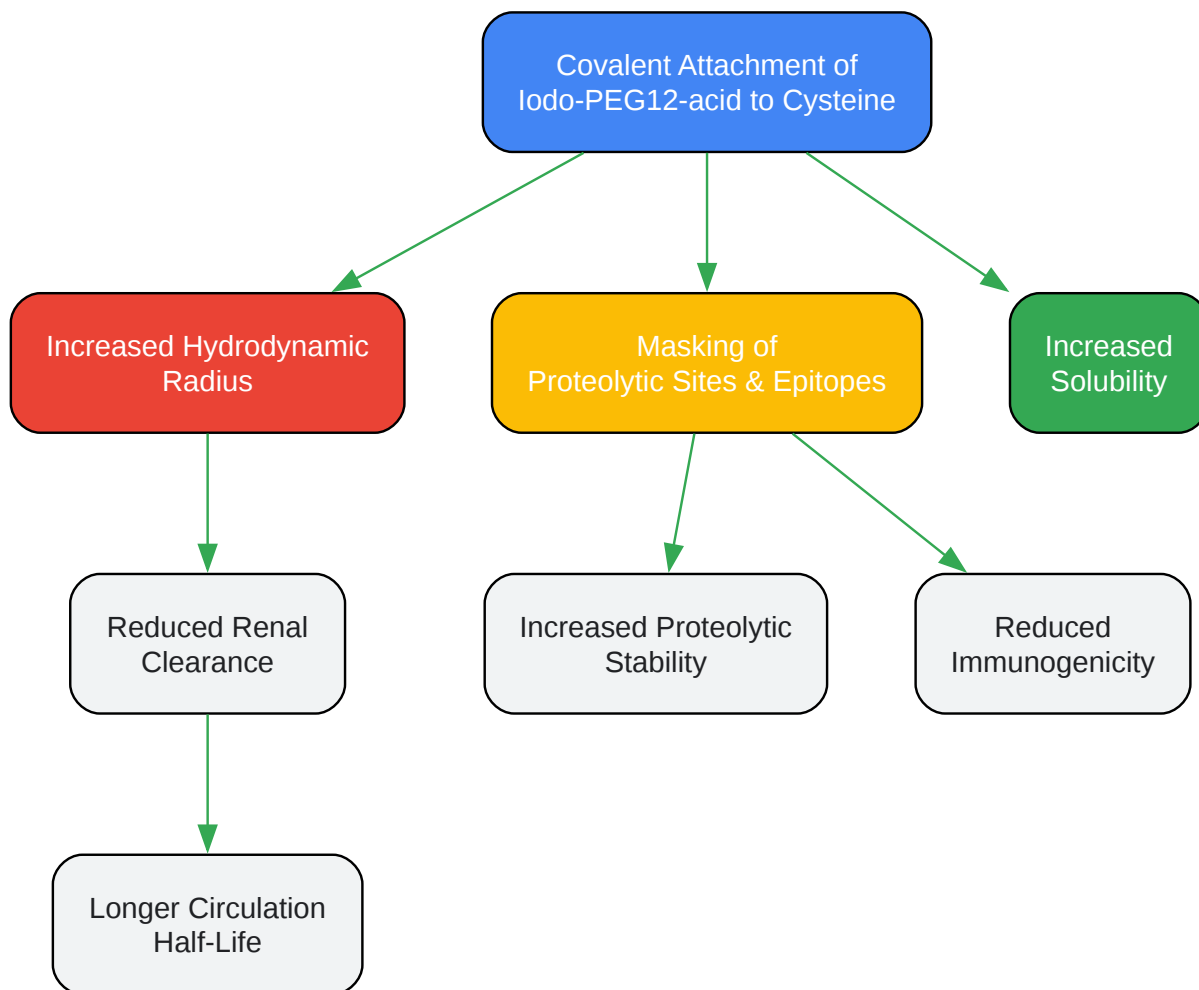 Covalent Attachment of
Iodo-PEG12-acid to Cysteine
Increased Hydrodynamic
Radius
Masking of
Proteolytic Sites & Epitopes
Increased
Solubility
Reduced Renal
Clearance
Increased Proteolytic
Stability
Reduced
Immunogenicity
Longer Circulation
Half-Life